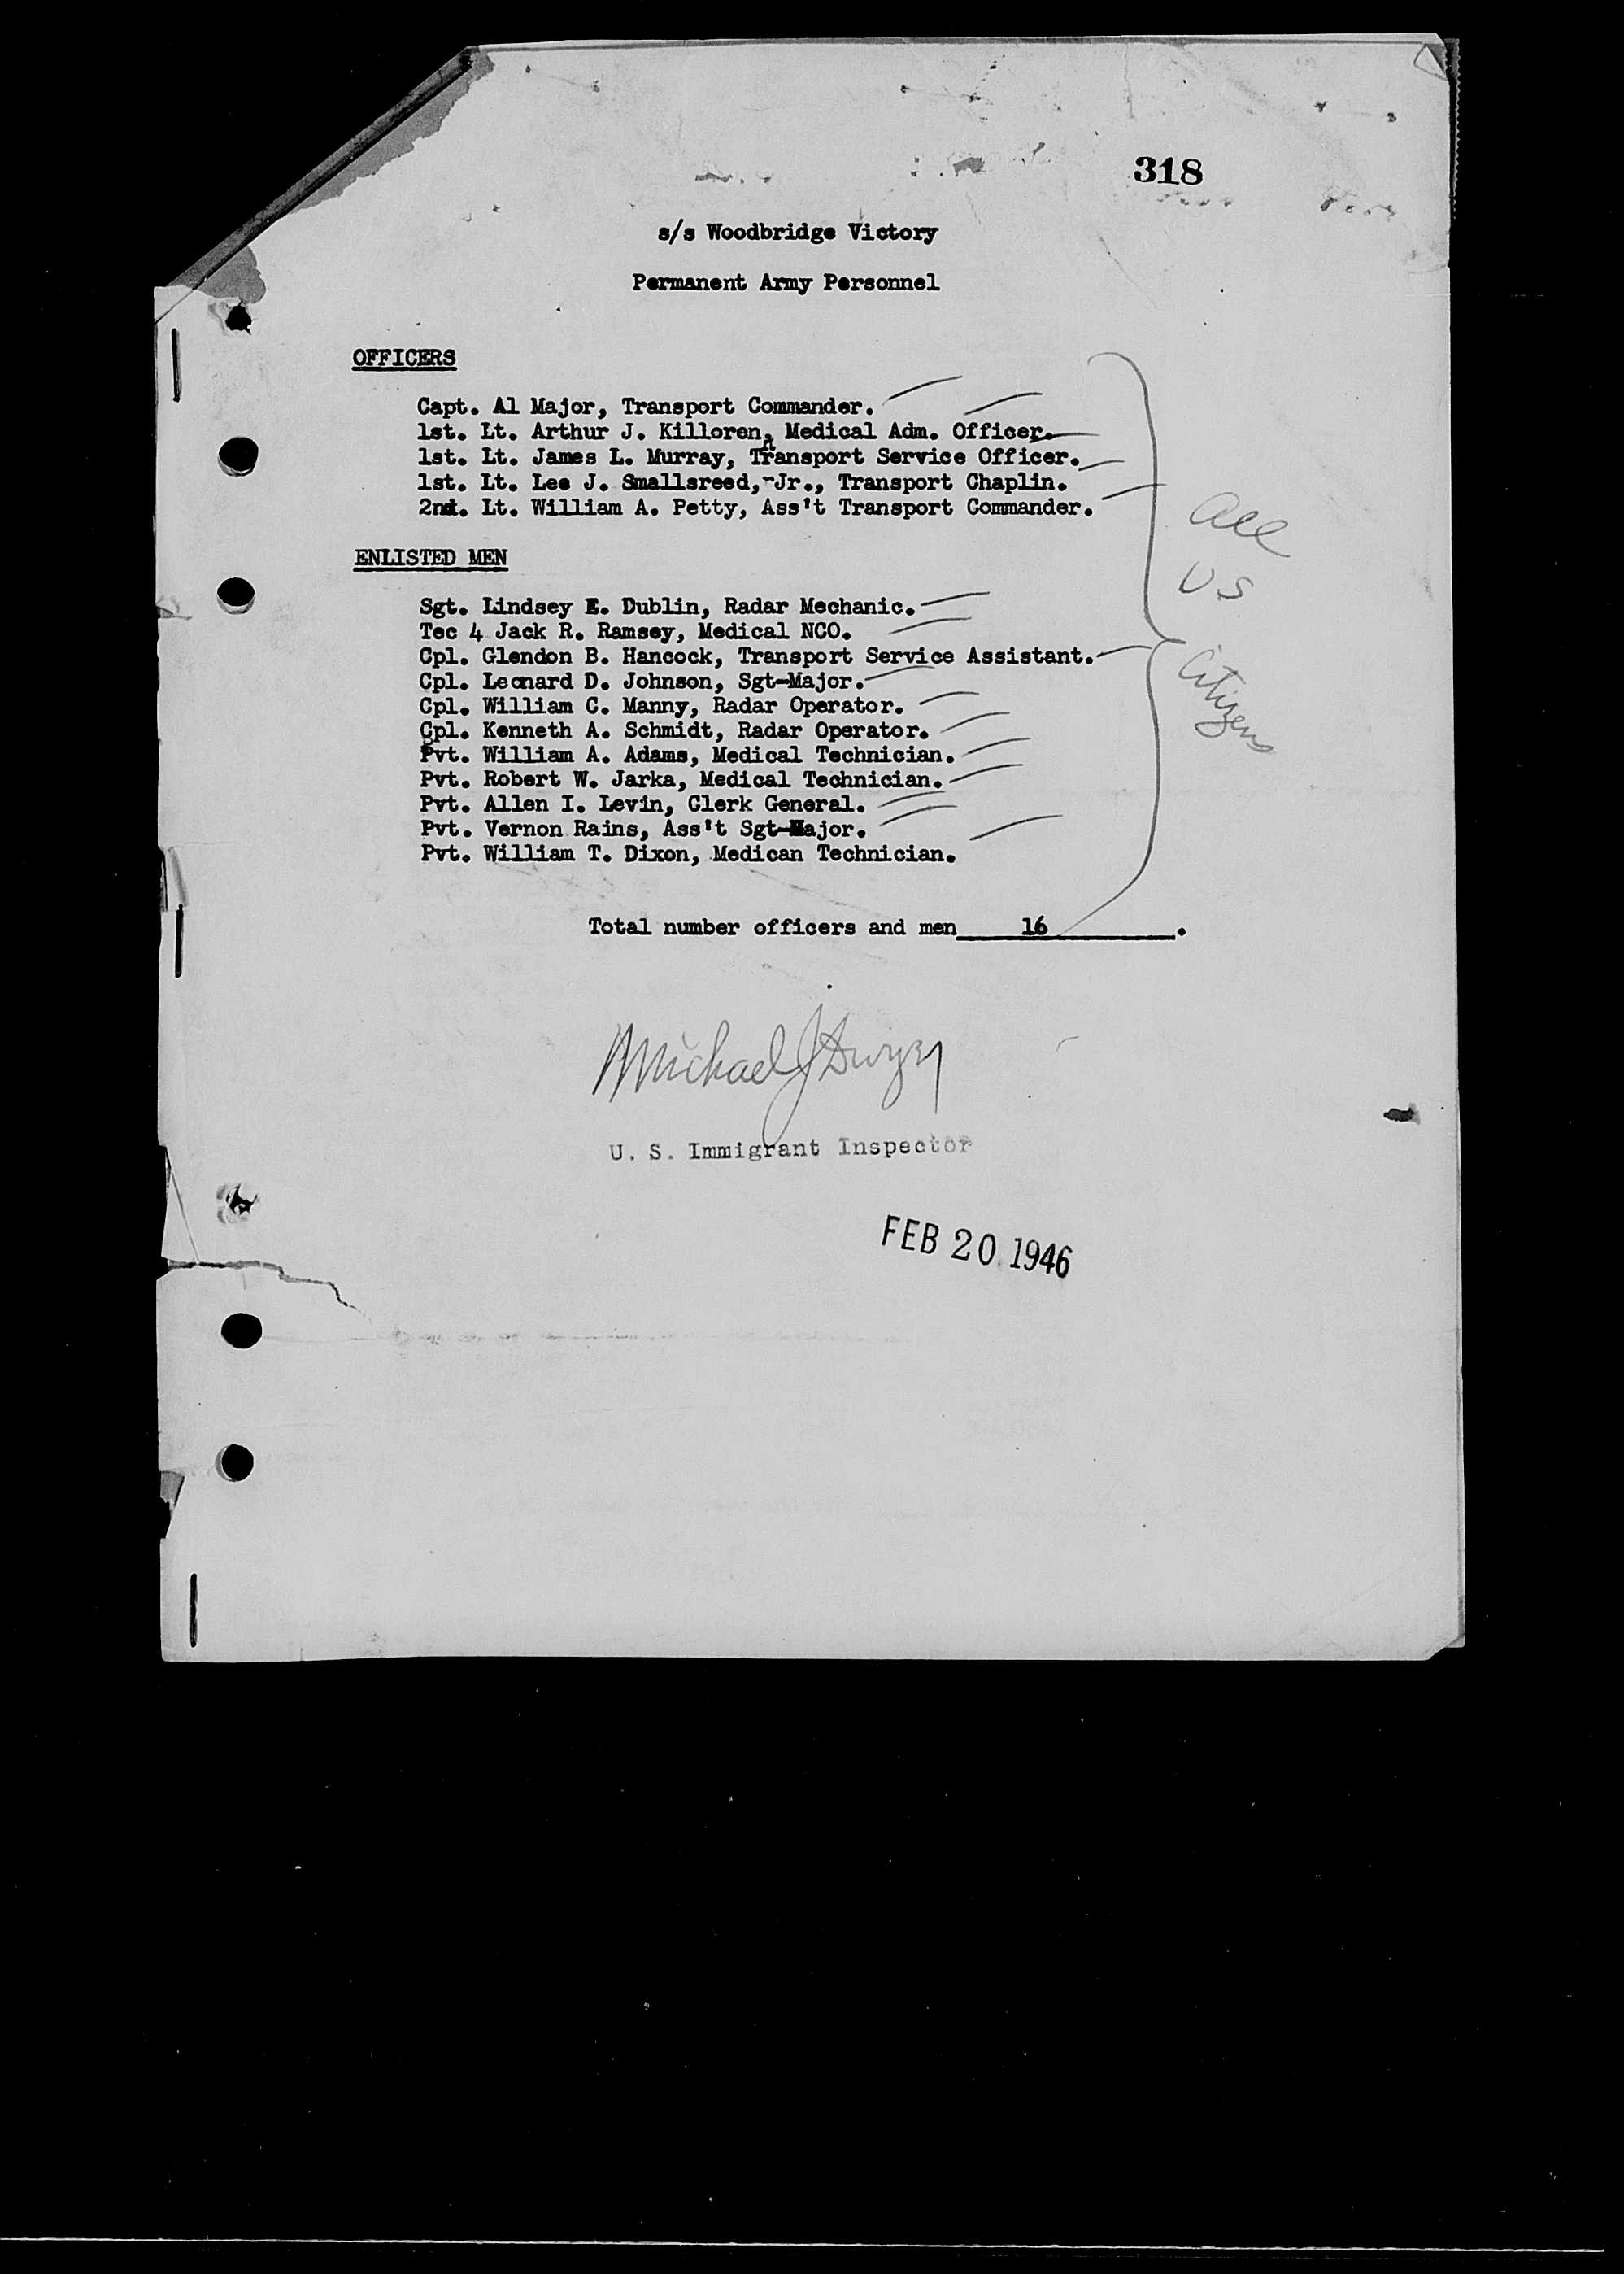 318
s/s Woodbridge Victory
Permanent Army Personnel
OFFICERS
Capt. Al Major, Transport Commander.
1st. Lt. Arthur J. Killoren, Medical Adm. Officer.
1st. Lt. James L. Murray, Transport Service Officer.
1st. Lt. Lee J. Smallsreed, Jr., Transport Chaplin.
2nd. Lt. William A. Petty, Ass't Transport Commander.
ENLISTED MEN
Sgt. Lindsey E. Dublin, Radar Mechanic.
Tec 4 Jack R. Ramsey, Medical NCO.
Cpl. Glendon B. Hancock, Transport Service Assistant.
Cpl. Leonard D. Johnson, Sgt-Major.
Cpl. William C. Manny, Radar Operator.
Cpl. Kenneth A. Schmidt, Radar Operator.
Pvt. William A. Adams, Medical Technician.
Pvt. Robert W. Jarka, Medical Technician.
Pvt. Allen I. Levin, Clerk General.
Pvt. Vernon Rains, Ass't Sgt-Major.
Pvt. William T. Dixon, Medican Technician.
all
US
Citizens
Total number officers and men 16 .
Michael J Dwyer
U. S. Immigrant Inspector
FEB 20 1946